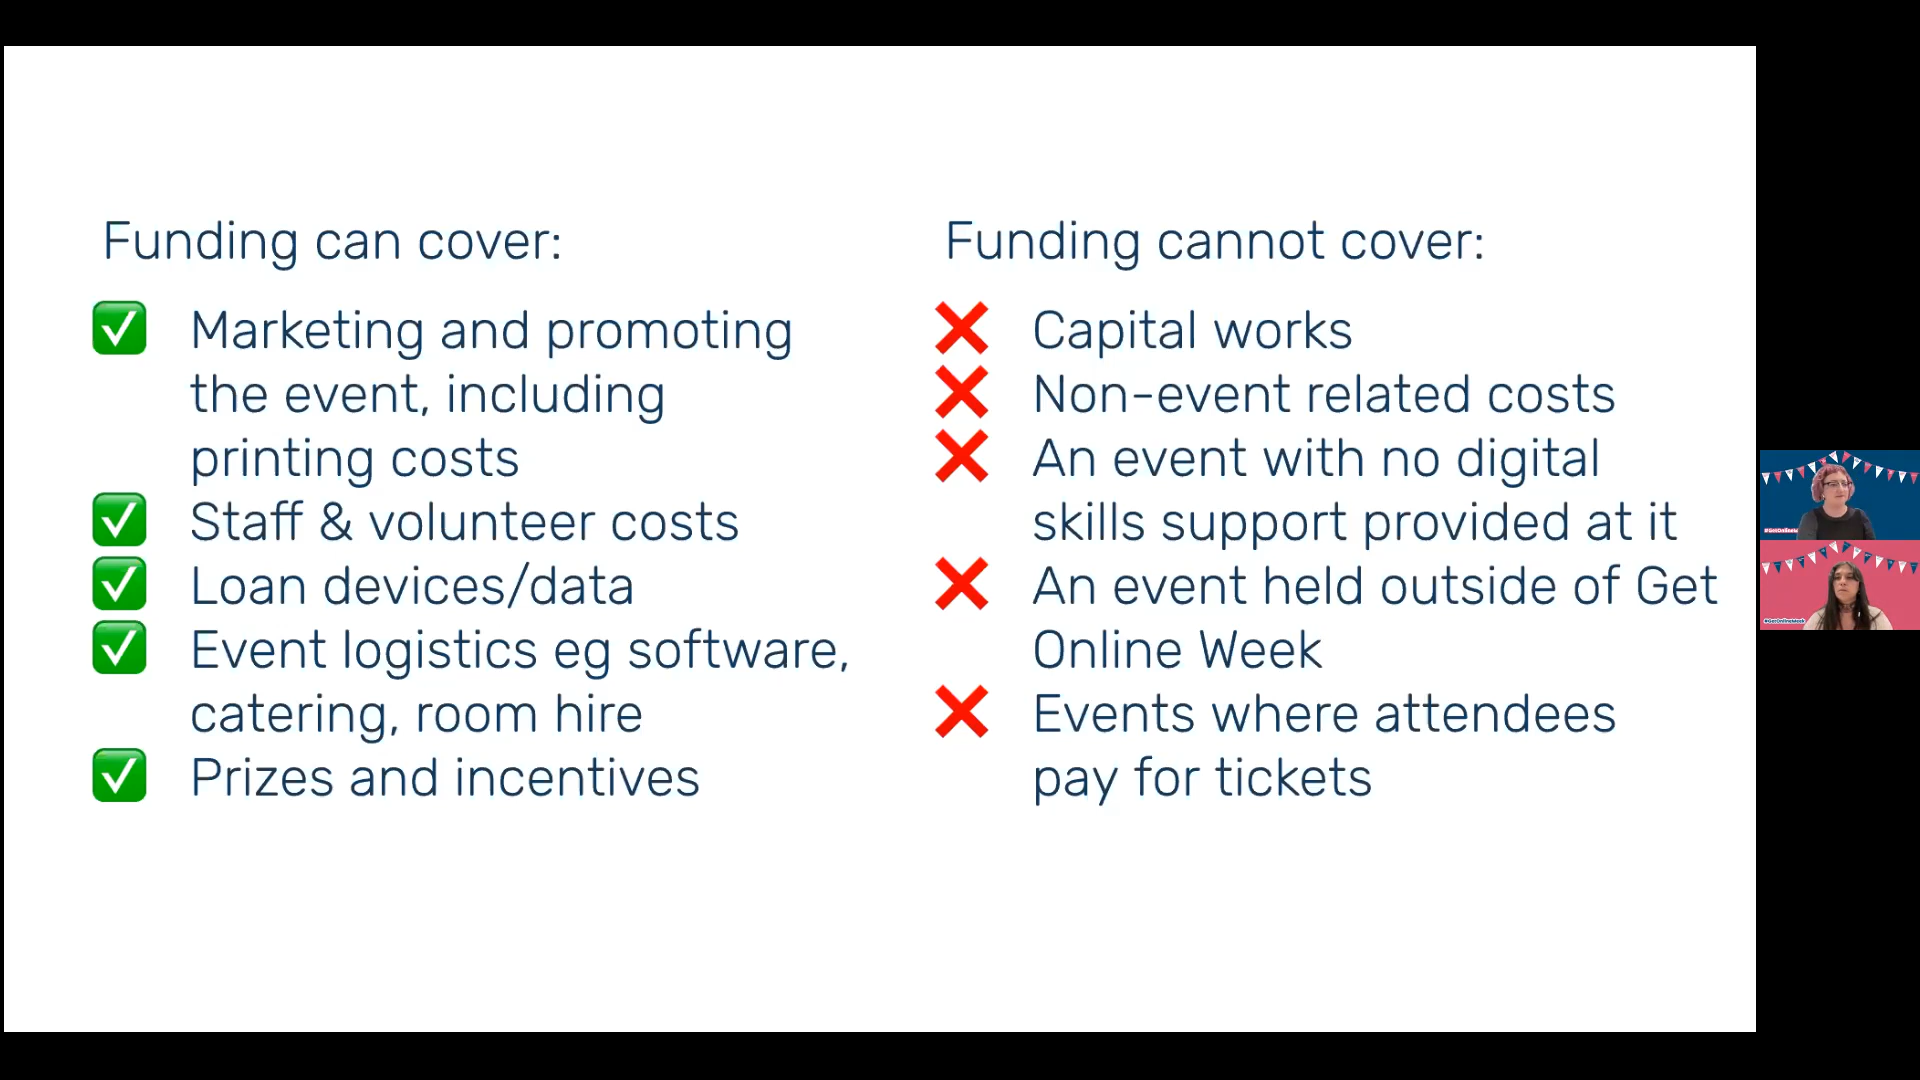 Funding can cover:
✅ Marketing and promoting
the event, including
printing costs
✅ Staff & volunteer costs
✅ Loan devices/data
✅ Event logistics eg software,
catering, room hire
✅ Prizes and incentives
Funding cannot cover:
❌ Capital works
❌ Non-event related costs
❌ An event with no digital
skills support provided at it
❌ An event held outside of Get
Online Week
❌ Events where attendees
pay for tickets
#GetOnlineWeek